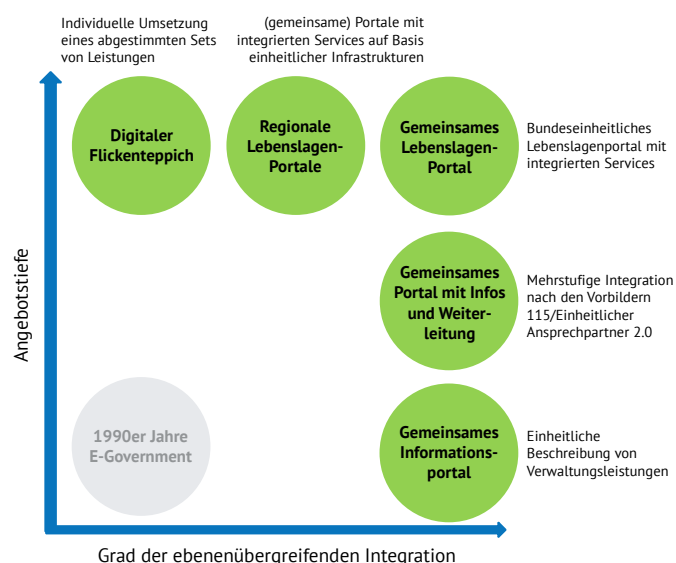 Individuelle Umsetzung
eines abgestimmten Sets
von Leistungen
(gemeinsame) Portale mit
integrierten Services auf Basis
einheitlicher Infrastrukturen
Digitaler
Flickenteppich
Regionale
Lebenslagen-
Portale
Gemeinsames
Lebenslagen-
Portal
Bundeseinheitliches
Lebenslagenportal mit
integrierten Services
Angebotstiefe
Gemeinsames
Portal mit Infos
und Weiter-
leitung
Mehrstufige Integration
nach den Vorbildern
115/Einheitlicher
Ansprechpartner 2.0
1990er Jahre
E-Government
Gemeinsames
Informations-
portal
Einheitliche
Beschreibung von
Verwaltungsleistungen
Grad der ebenenübergreifenden Integration